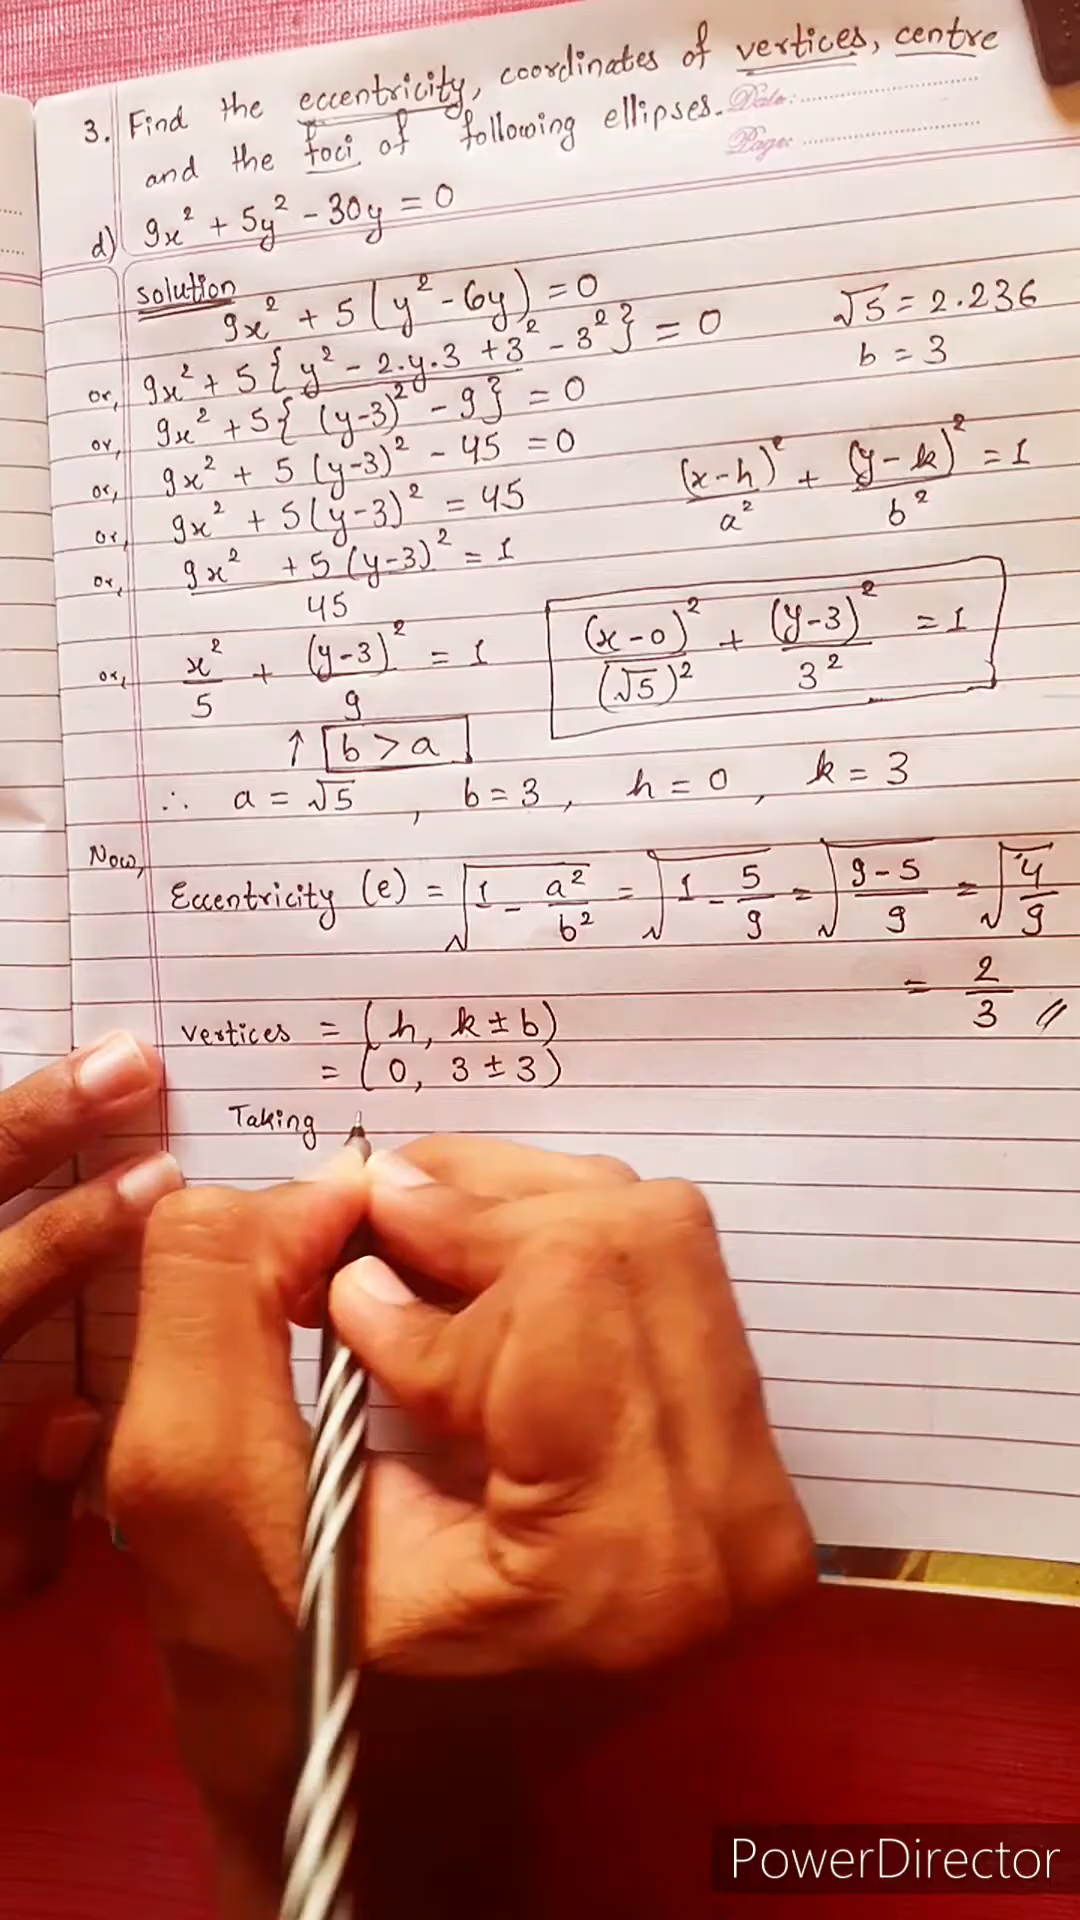 3. Find the eccentricity, coordinates of vertices, centre
and the foci of following ellipses.
Date:
Page:
d) 9x² + 5y² - 30y = 0
solution
9x² + 5(y² - 6y) = 0
or, 9x² + 5{y² - 2.y.3 + 3² - 3²} = 0
or, 9x² + 5{(y-3)² - 9} = 0
or, 9x² + 5(y-3)² - 45 = 0
or, 9x² + 5(y-3)² = 45
or, 9x² + 5(y-3)² / 45 = 1
or, x²/5 + (y-3)²/9 = 1
↑ b > a
√5 = 2.236
b = 3
(x-h)²/a² + (y-k)²/b² = 1
(x-0)²/(√5)² + (y-3)²/3² = 1
∴ a = √5 , b = 3, h = 0, k = 3
Now,
Eccentricity (e) = √(1 - a²/b²) = √(1 - 5/9) = √((9-5)/9) = √(4/9)
= 2/3 //
vertices = (h, k ± b)
= (0, 3 ± 3)
Taking
PowerDirector